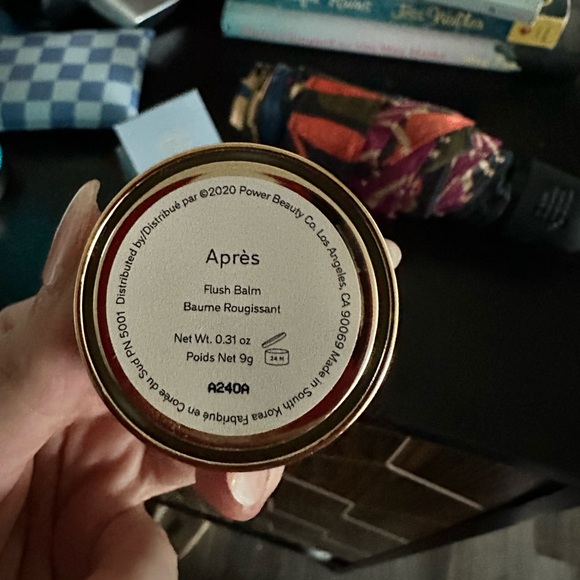 Jess Walter
Distributed by/Distribué par ©2020 Power Beauty Co. Los Angeles, CA 90069 Made in South Korea Fabriqué en Corée du Sud PN 5001
Après
Flush Balm
Baume Rougissant
Net Wt. 0.31 oz
Poids Net 9g
24 M
A240A